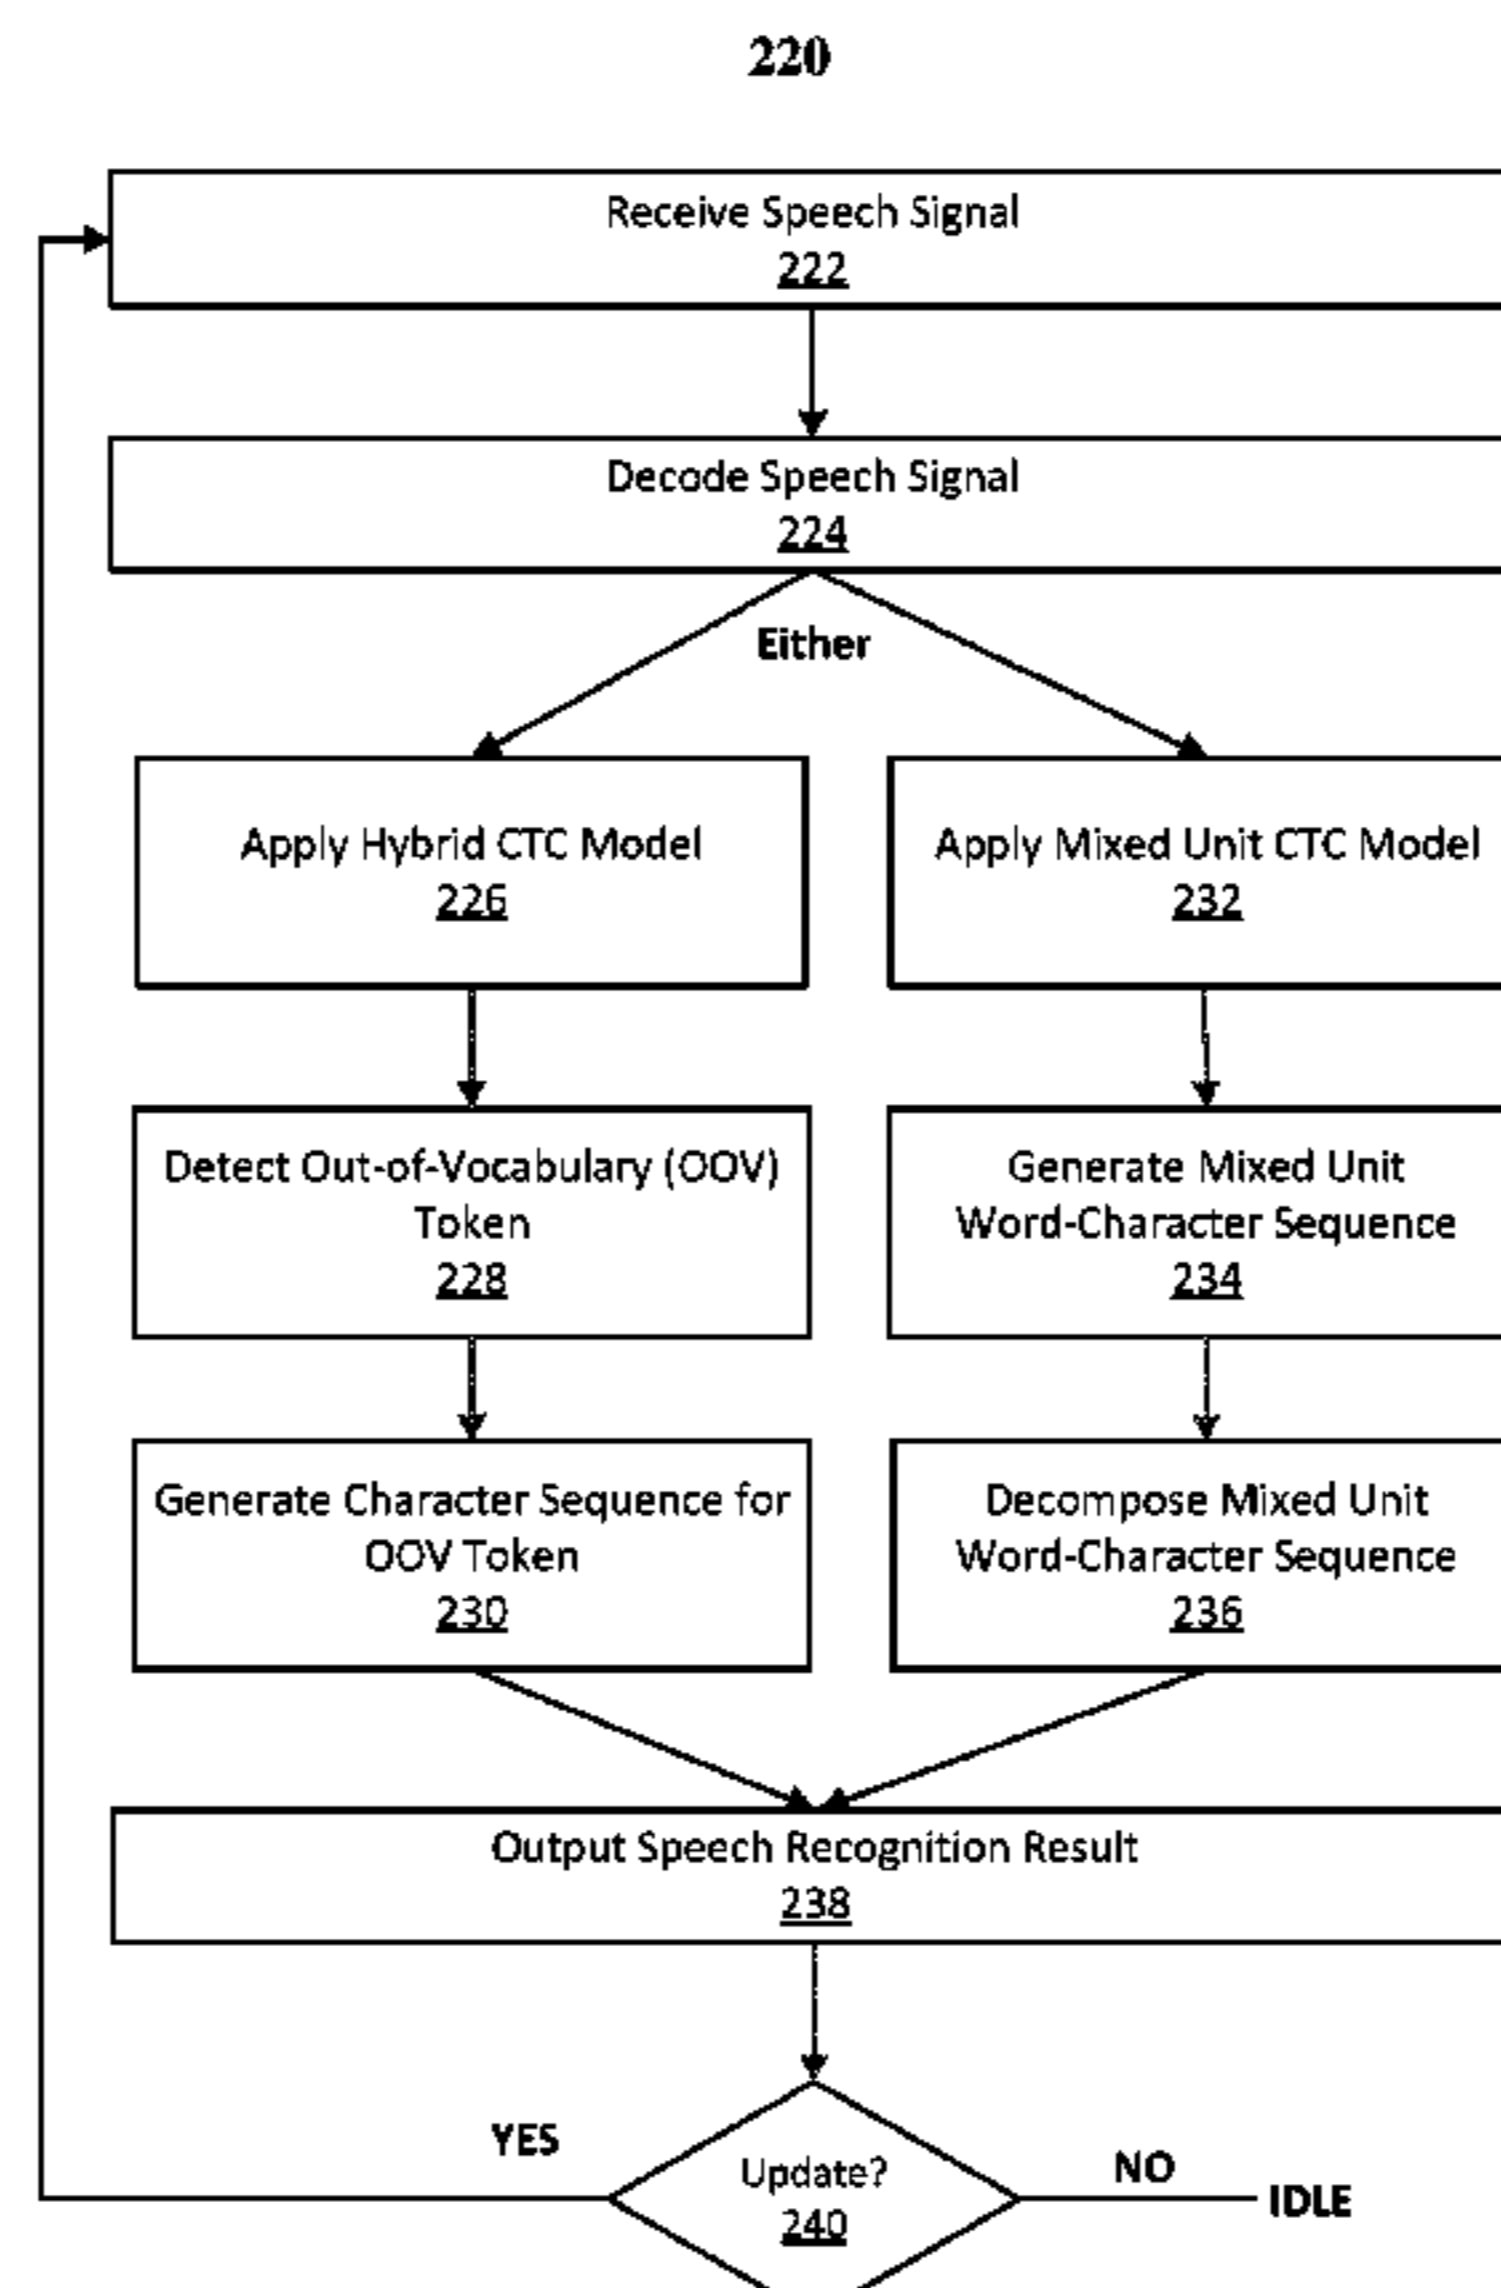 220
Receive Speech Signal
222
Decode Speech Signal
224
Either
Apply Hybrid CTC Model
226
Apply Mixed Unit CTC Model
232
Detect Out-of-Vocabulary (OOV)
Token
228
Generate Mixed Unit
Word-Character Sequence
234
Generate Character Sequence for
OOV Token
230
Decompose Mixed Unit
Word-Character Sequence
236
Output Speech Recognition Result
238
YES
Update?
240
NO
IDLE